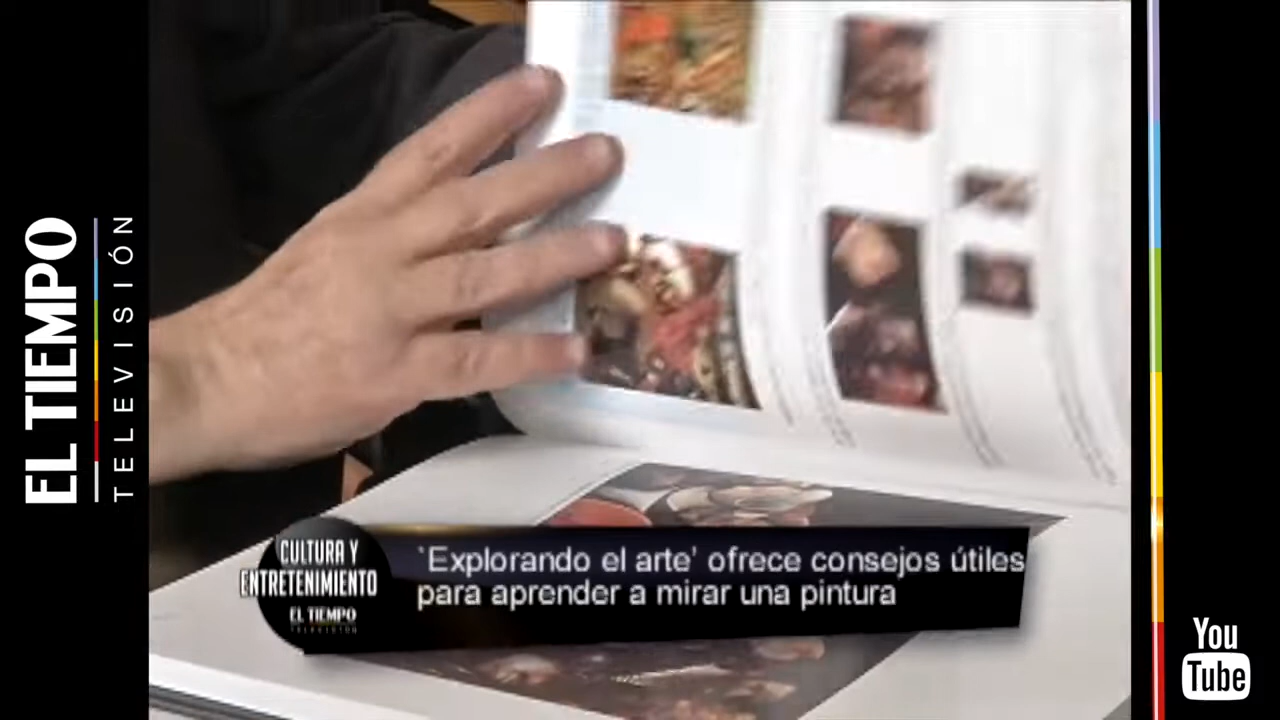 EL TIEMPO
TELEVISIÓN
CULTURA Y
ENTRETENIMIENTO
EL TIEMPO
TELEVISIÓN
`Explorando el arte' ofrece consejos útiles
para aprender a mirar una pintura
You
Tube